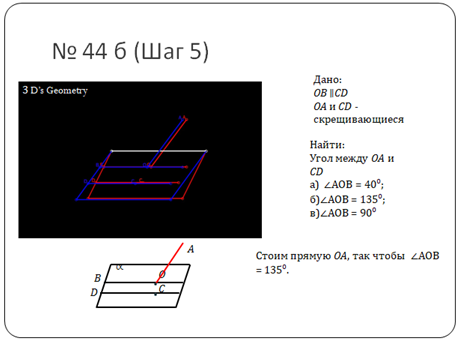 № 44 б (Шаг 5)
3 D's Geometry
Дано:
OB ∥CD
OA и CD -
скрещивающиеся
Найти:
Угол между OA и
CD
а) ∠AOB = 40⁰;
б)∠AOB = 135⁰;
в)∠AOB = 90⁰
A
α
B
O
D
C
Стоим прямую OA, так чтобы ∠AOB
= 135⁰.